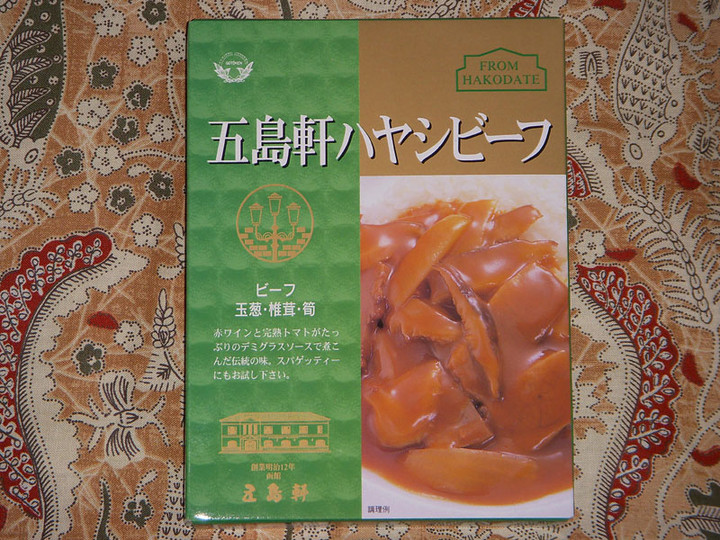 FROM
HAKODATE
五島軒ハヤシビーフ
ビーフ
玉葱・椎茸・筍
赤ワインと完熟トマトがたっ
ぷりのデミグラスソースで煮こ
んだ伝統の味、スパゲッティー
にもお試し下さい。
創業明治12年
函館
五島軒
調理例